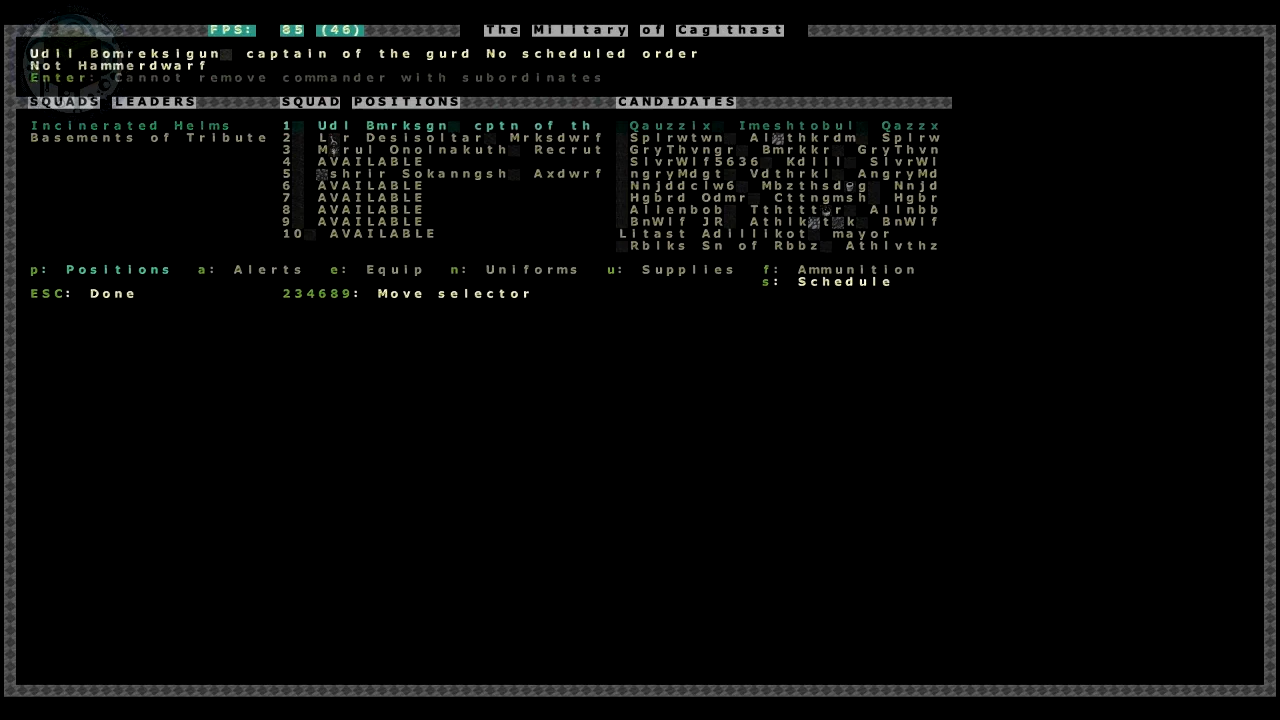 FPS: 85 (46) The Military of Cagithast
Udil Bomreksigun captain of the gurd No scheduled order
Not Hammerdwarf
Enter: Cannot remove commander with subordinates
SQUADS LEADERS SQUAD POSITIONS CANDIDATES
Incinerated Helms 1 Udl Bmrksgn cptn of th Qauzzix Imeshtobul Qazzx
Basements of Tribute 2 Desisoltar Mrksdwrf Splrwtwn Splrw
3 Onolnakuth Recrut GryThvngr Bmrkkr GryThvn
4 AVAILABLE SlvrWlf5636 Kdlll SlvrWl
5 shrir Sokanngsh Axdwrf ngryMdgt Vdthrkl AngryMd
6 AVAILABLE Nnjddclw6 Nnjd
7 AVAILABLE Hgbrd Odmr Cttngmsh Hgbr
8 AVAILABLE Allenbob Allnbb
9 AVAILABLE BnWlf JR BnWlf
10 AVAILABLE Litast Adillikot mayor
Rblks Sn of Rbbz Athlvthz
p: Positions a: Alerts e: Equip n: Uniforms u: Supplies f: Ammunition
s: Schedule
ESC: Done 234689: Move selector